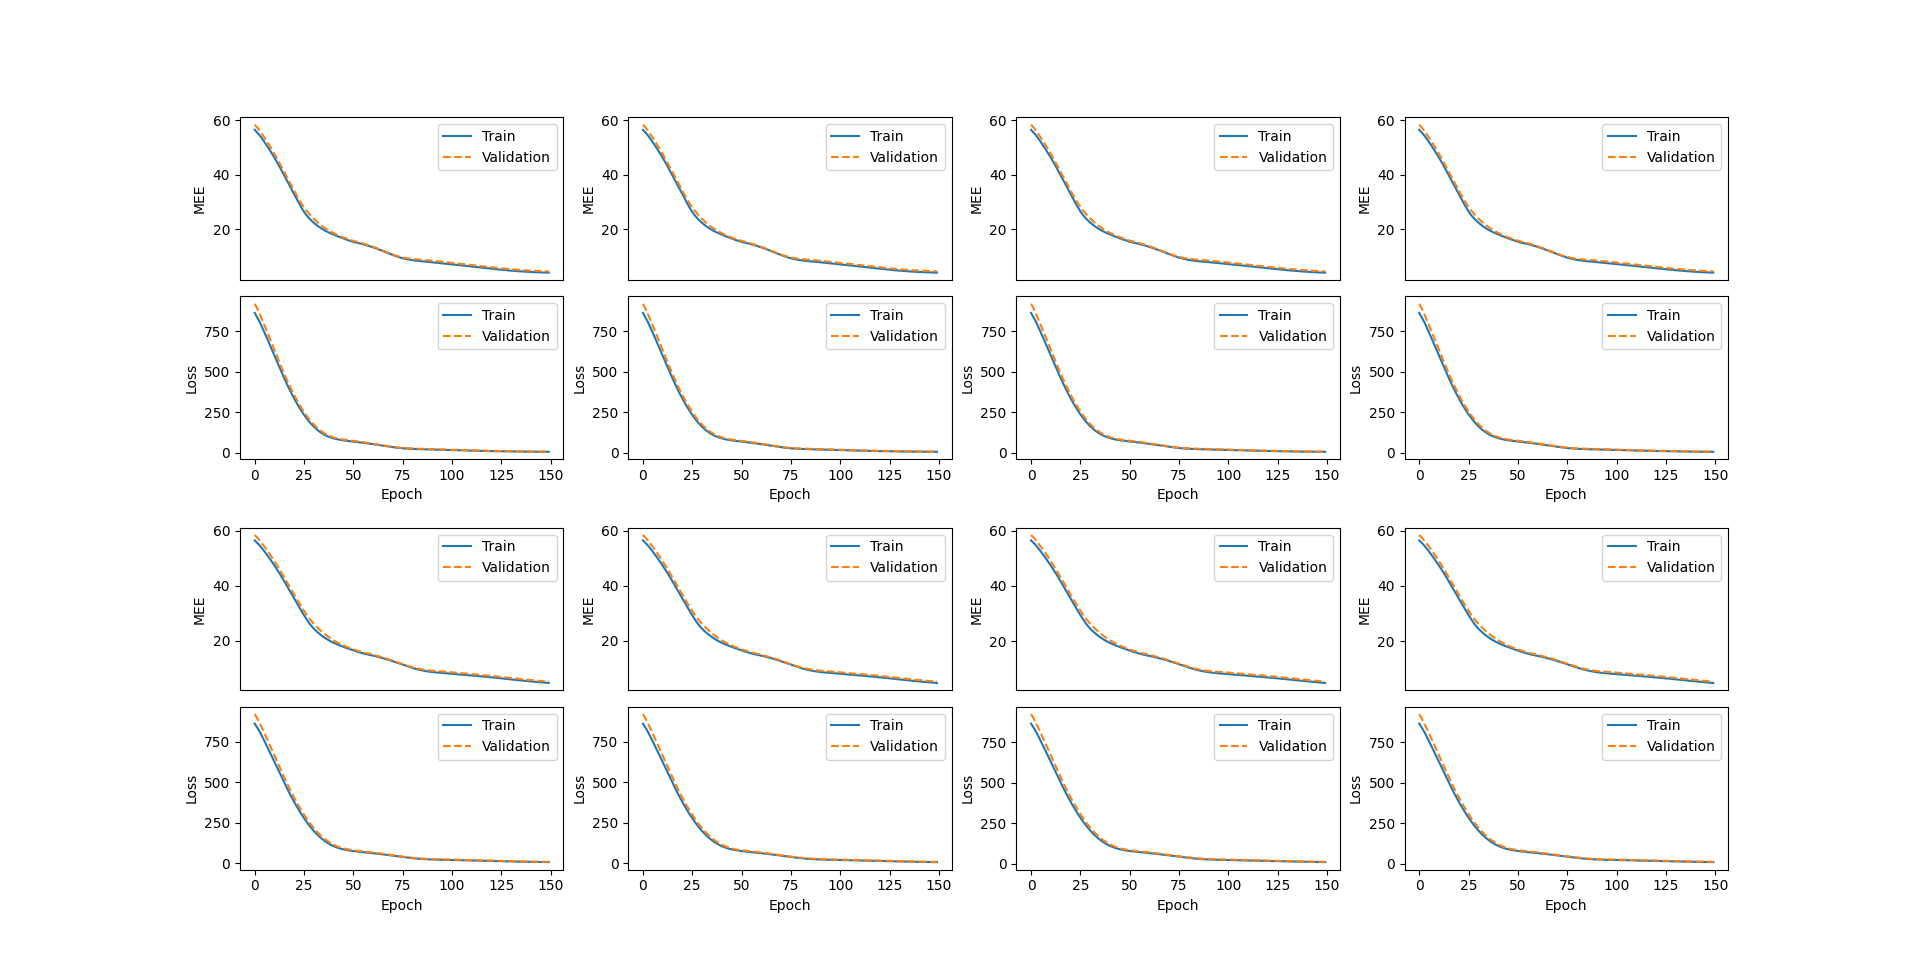 60 60 60 60
Train Train Train Train
Validation Validation Validation Validation
40 40 40 40
MEE MEE MEE MEE
20 20 20 20
Train Train Train Train
750 750 750 750
Validation Validation Validation Validation
500 500 500 500
Loss Loss Loss Loss
250 250 250 250
0 0 0 0
0 25 50 75 100 125 150 0 25 50 75 100 125 150 0 25 50 75 100 125 150 0 25 50 75 100 125 150
Epoch Epoch Epoch Epoch
60 60 60 60
Train Train Train Train
Validation Validation Validation Validation
40 40 40 40
MEE MEE MEE MEE
20 20 20 20
Train Train Train Train
750 750 750 750
Validation Validation Validation Validation
500 500 500 500
Loss Loss Loss Loss
250 250 250 250
0 0 0 0
0 25 50 75 100 125 150 0 25 50 75 100 125 150 0 25 50 75 100 125 150 0 25 50 75 100 125 150
Epoch Epoch Epoch Epoch